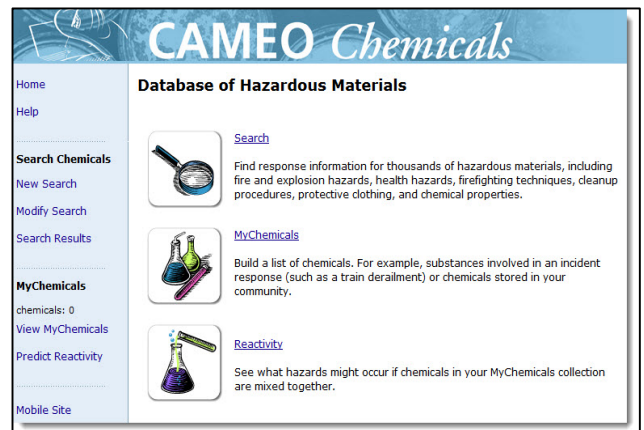 CAMEO Chemicals
Home
Help
Search Chemicals
New Search
Modify Search
Search Results
MyChemicals
chemicals: 0
View MyChemicals
Predict Reactivity
Mobile Site
Database of Hazardous Materials
Search
Find response information for thousands of hazardous materials, including
fire and explosion hazards, health hazards, firefighting techniques, cleanup
procedures, protective clothing, and chemical properties.
MyChemicals
Build a list of chemicals. For example, substances involved in an incident
response (such as a train derailment) or chemicals stored in your
community.
Reactivity
See what hazards might occur if chemicals in your MyChemicals collection
are mixed together.